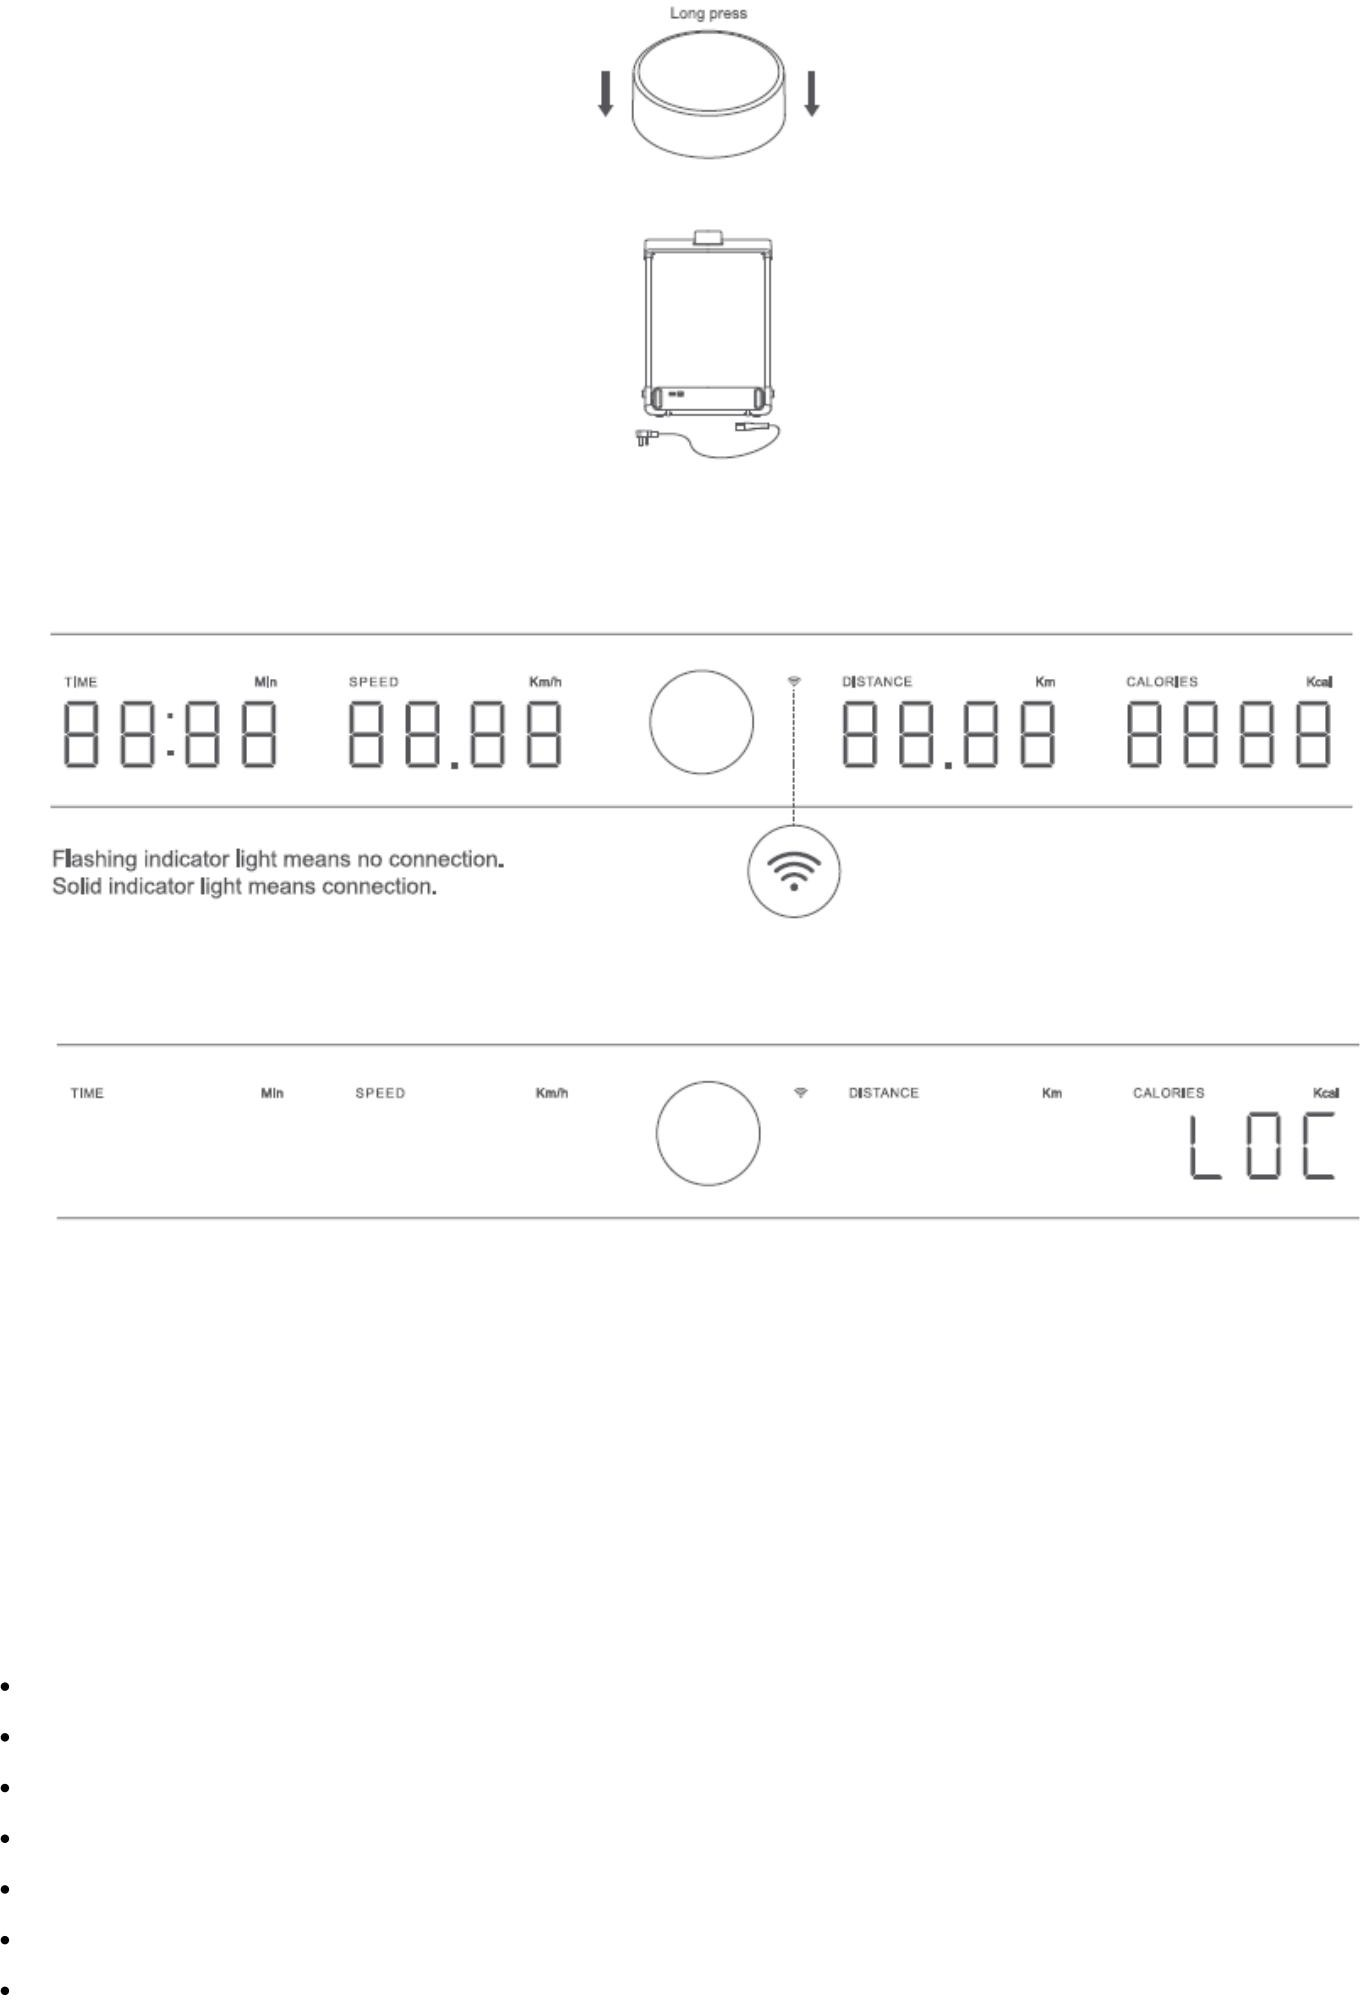 Long press
TIME Min SPEED Km/h DISTANCE Km CALORIES Kcal
88:88 88.88 88.88 8888
Flashing indicator light means no connection.
Solid indicator light means connection.
TIME Min SPEED Km/h DISTANCE Km CALORIES Kcal
LOC